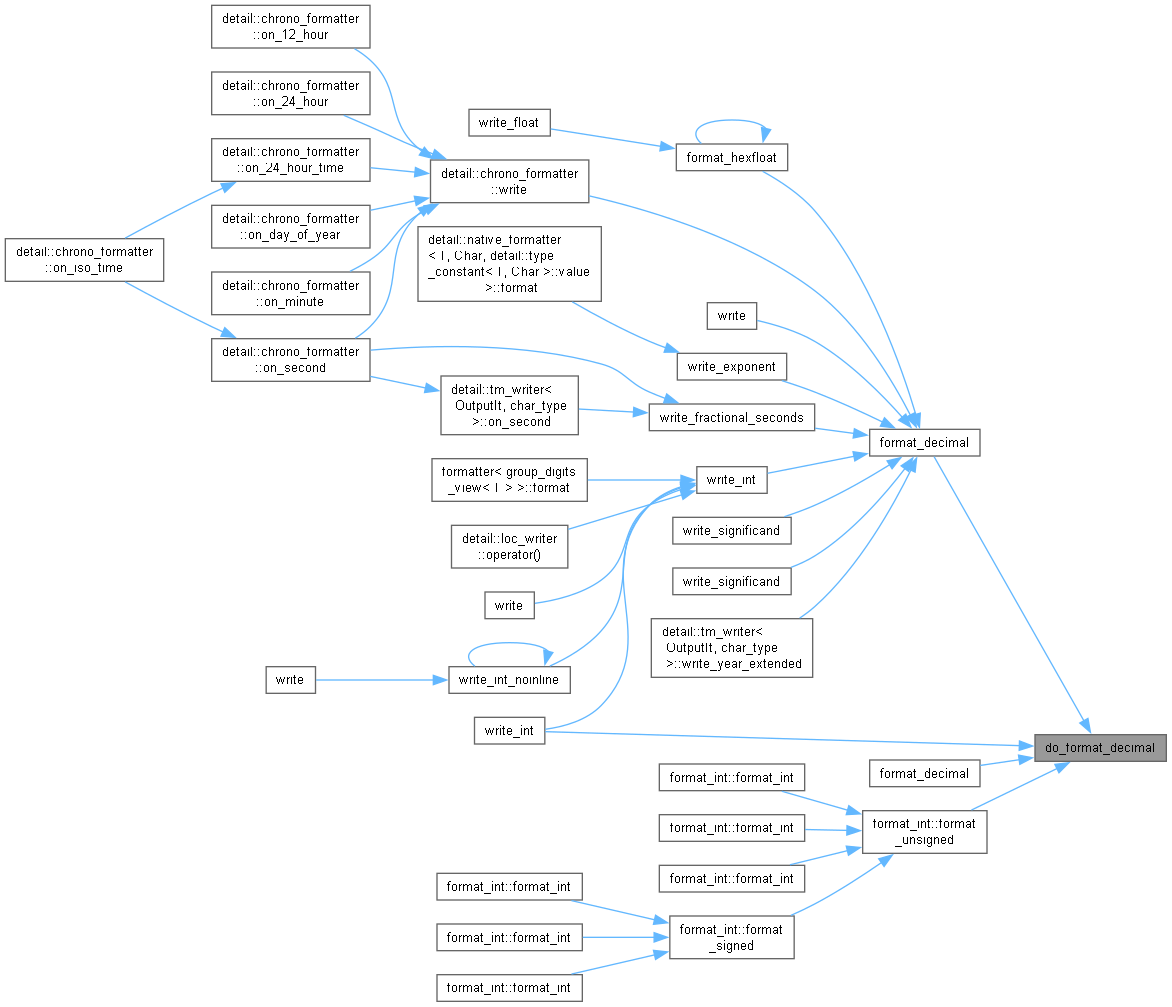 detail::chrono_formatter
::on_12_hour
detail::chrono_formatter
::on_24_hour
write_float
detail::chrono_formatter
::on_24_hour_time
format_hexfloat
detail::chrono_formatter
::write
detail::chrono_formatter
::on_day_of_year
detail::chrono_formatter
::on_iso_time
detail::native_formatter
< T, Char, detail::type
_constant< T, Char >::value
>::format
detail::chrono_formatter
::on_minute
write
detail::chrono_formatter
::on_second
write_exponent
detail::tm_writer<
OutputIt, char_type
>::on_second
write_fractional_seconds
format_decimal
formatter< group_digits
_view< T > >::format
write_int
detail::loc_writer
::operator()
write_significand
write
write_significand
detail::tm_writer<
OutputIt, char_type
>::write_year_extended
write
write_int_noinline
write_int
do_format_decimal
format_int::format_int
format_decimal
format_int::format_int
format_int::format
_unsigned
format_int::format_int
format_int::format_int
format_int::format
_signed
format_int::format_int
format_int::format_int